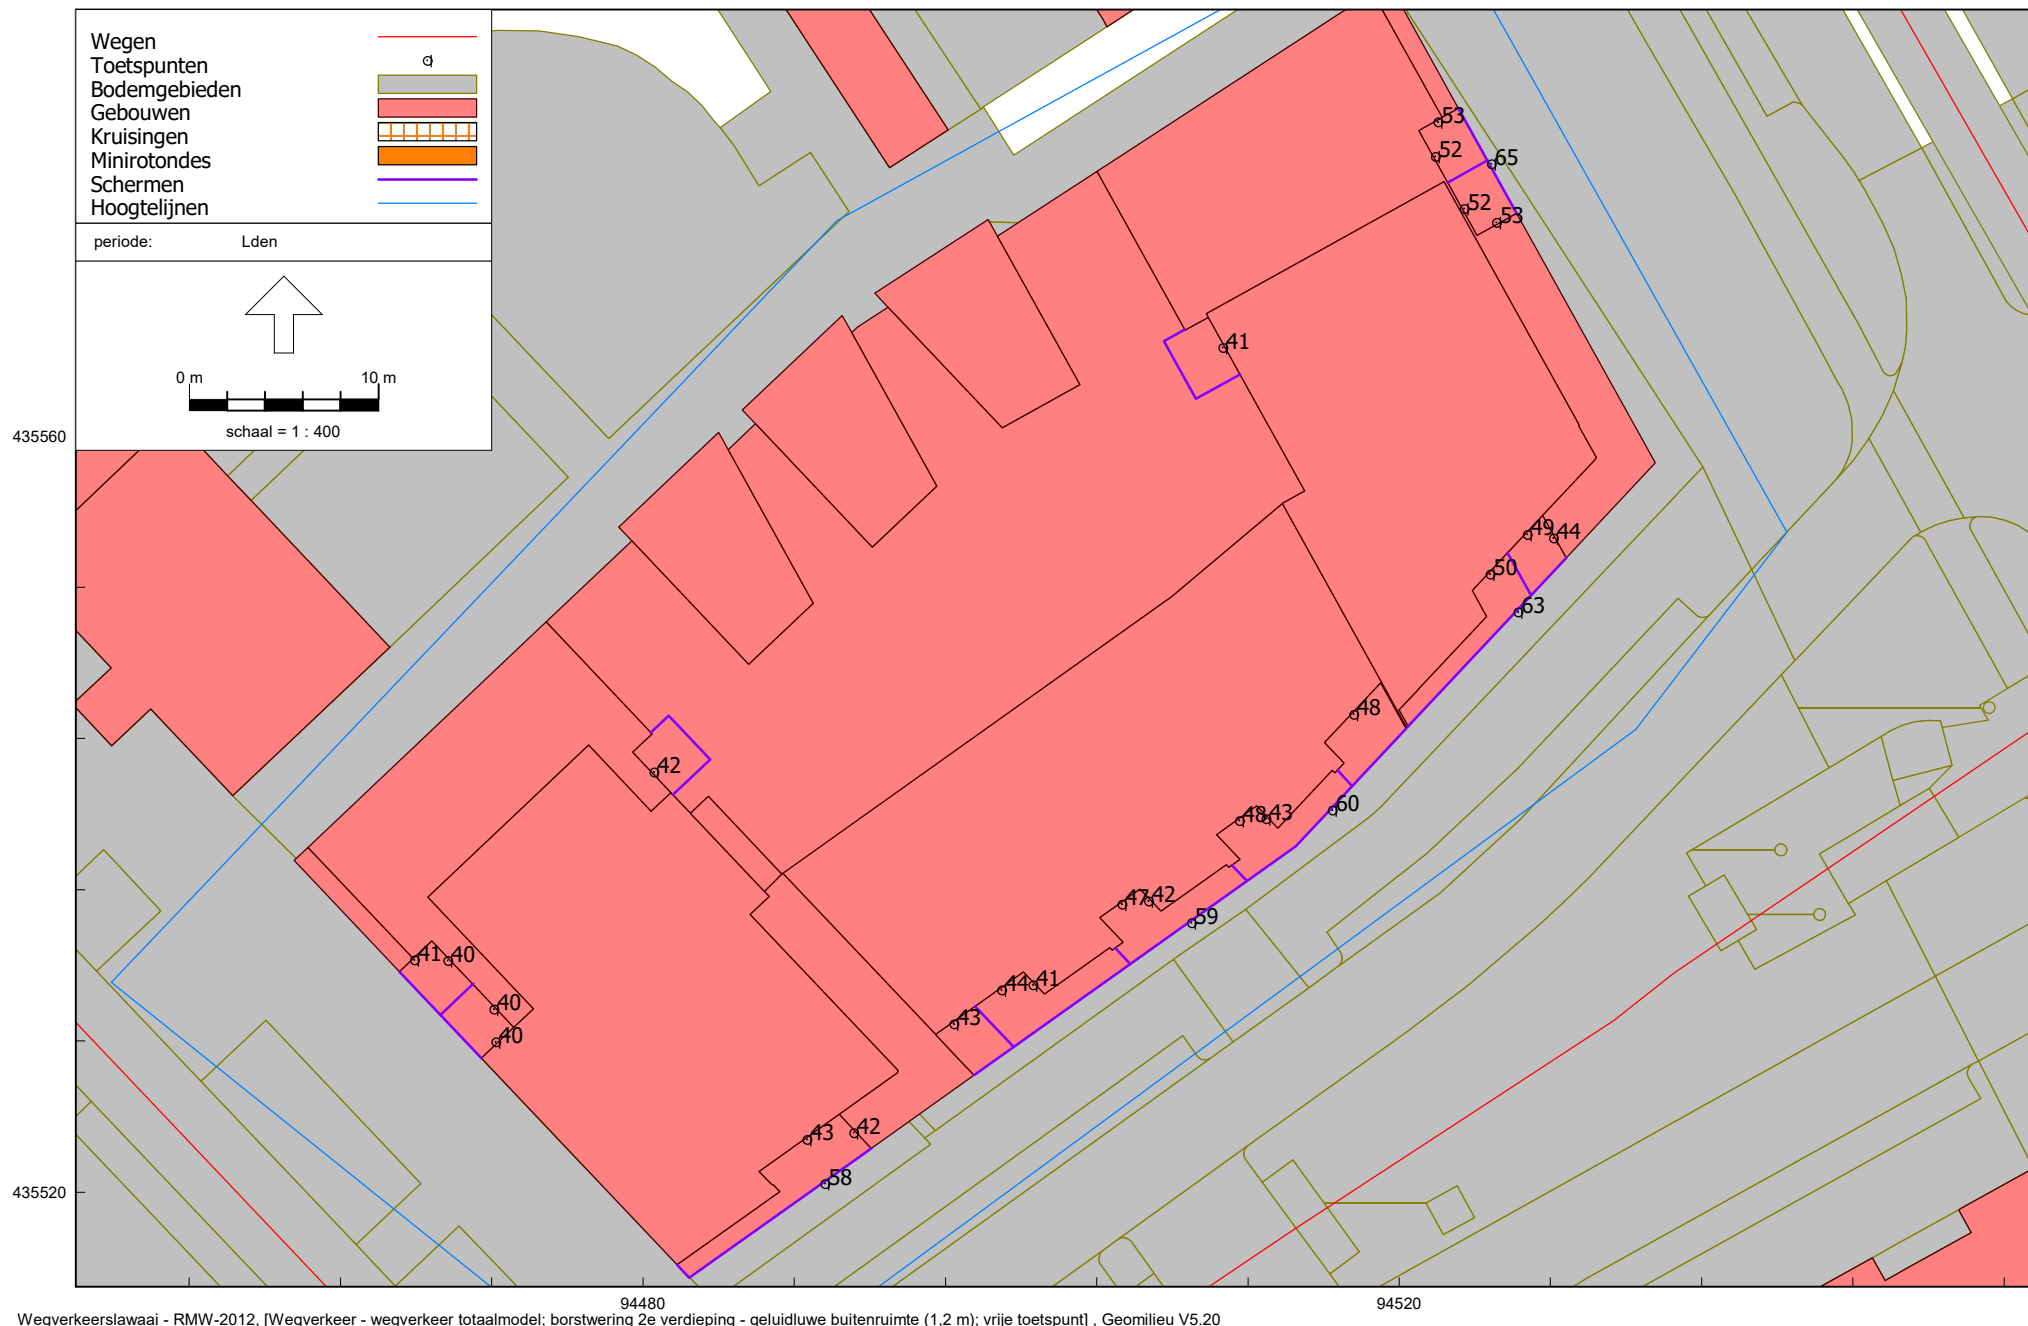 Wegen
Toetspunten
Bodemgebieden
Gebouwen
Kruisingen
Minirotondes
Schermen
Hoogtelijnen
periode: Lden
0 m 10 m
schaal = 1 : 400
53
52
65
52
53
41
435560
49
44
50
63
48
42
60
48
43
47
42
59
41
40
44
41
40
43
40
42
43
58
435520
94480
94520
Wegverkeerslawaai - RMW-2012, [Wegverkeer - wegverkeer totaalmodel; borstwering 2e verdieping - geluidluwe buitenruimte (1,2 m); vrije toetspunt] , Geomilieu V5.20